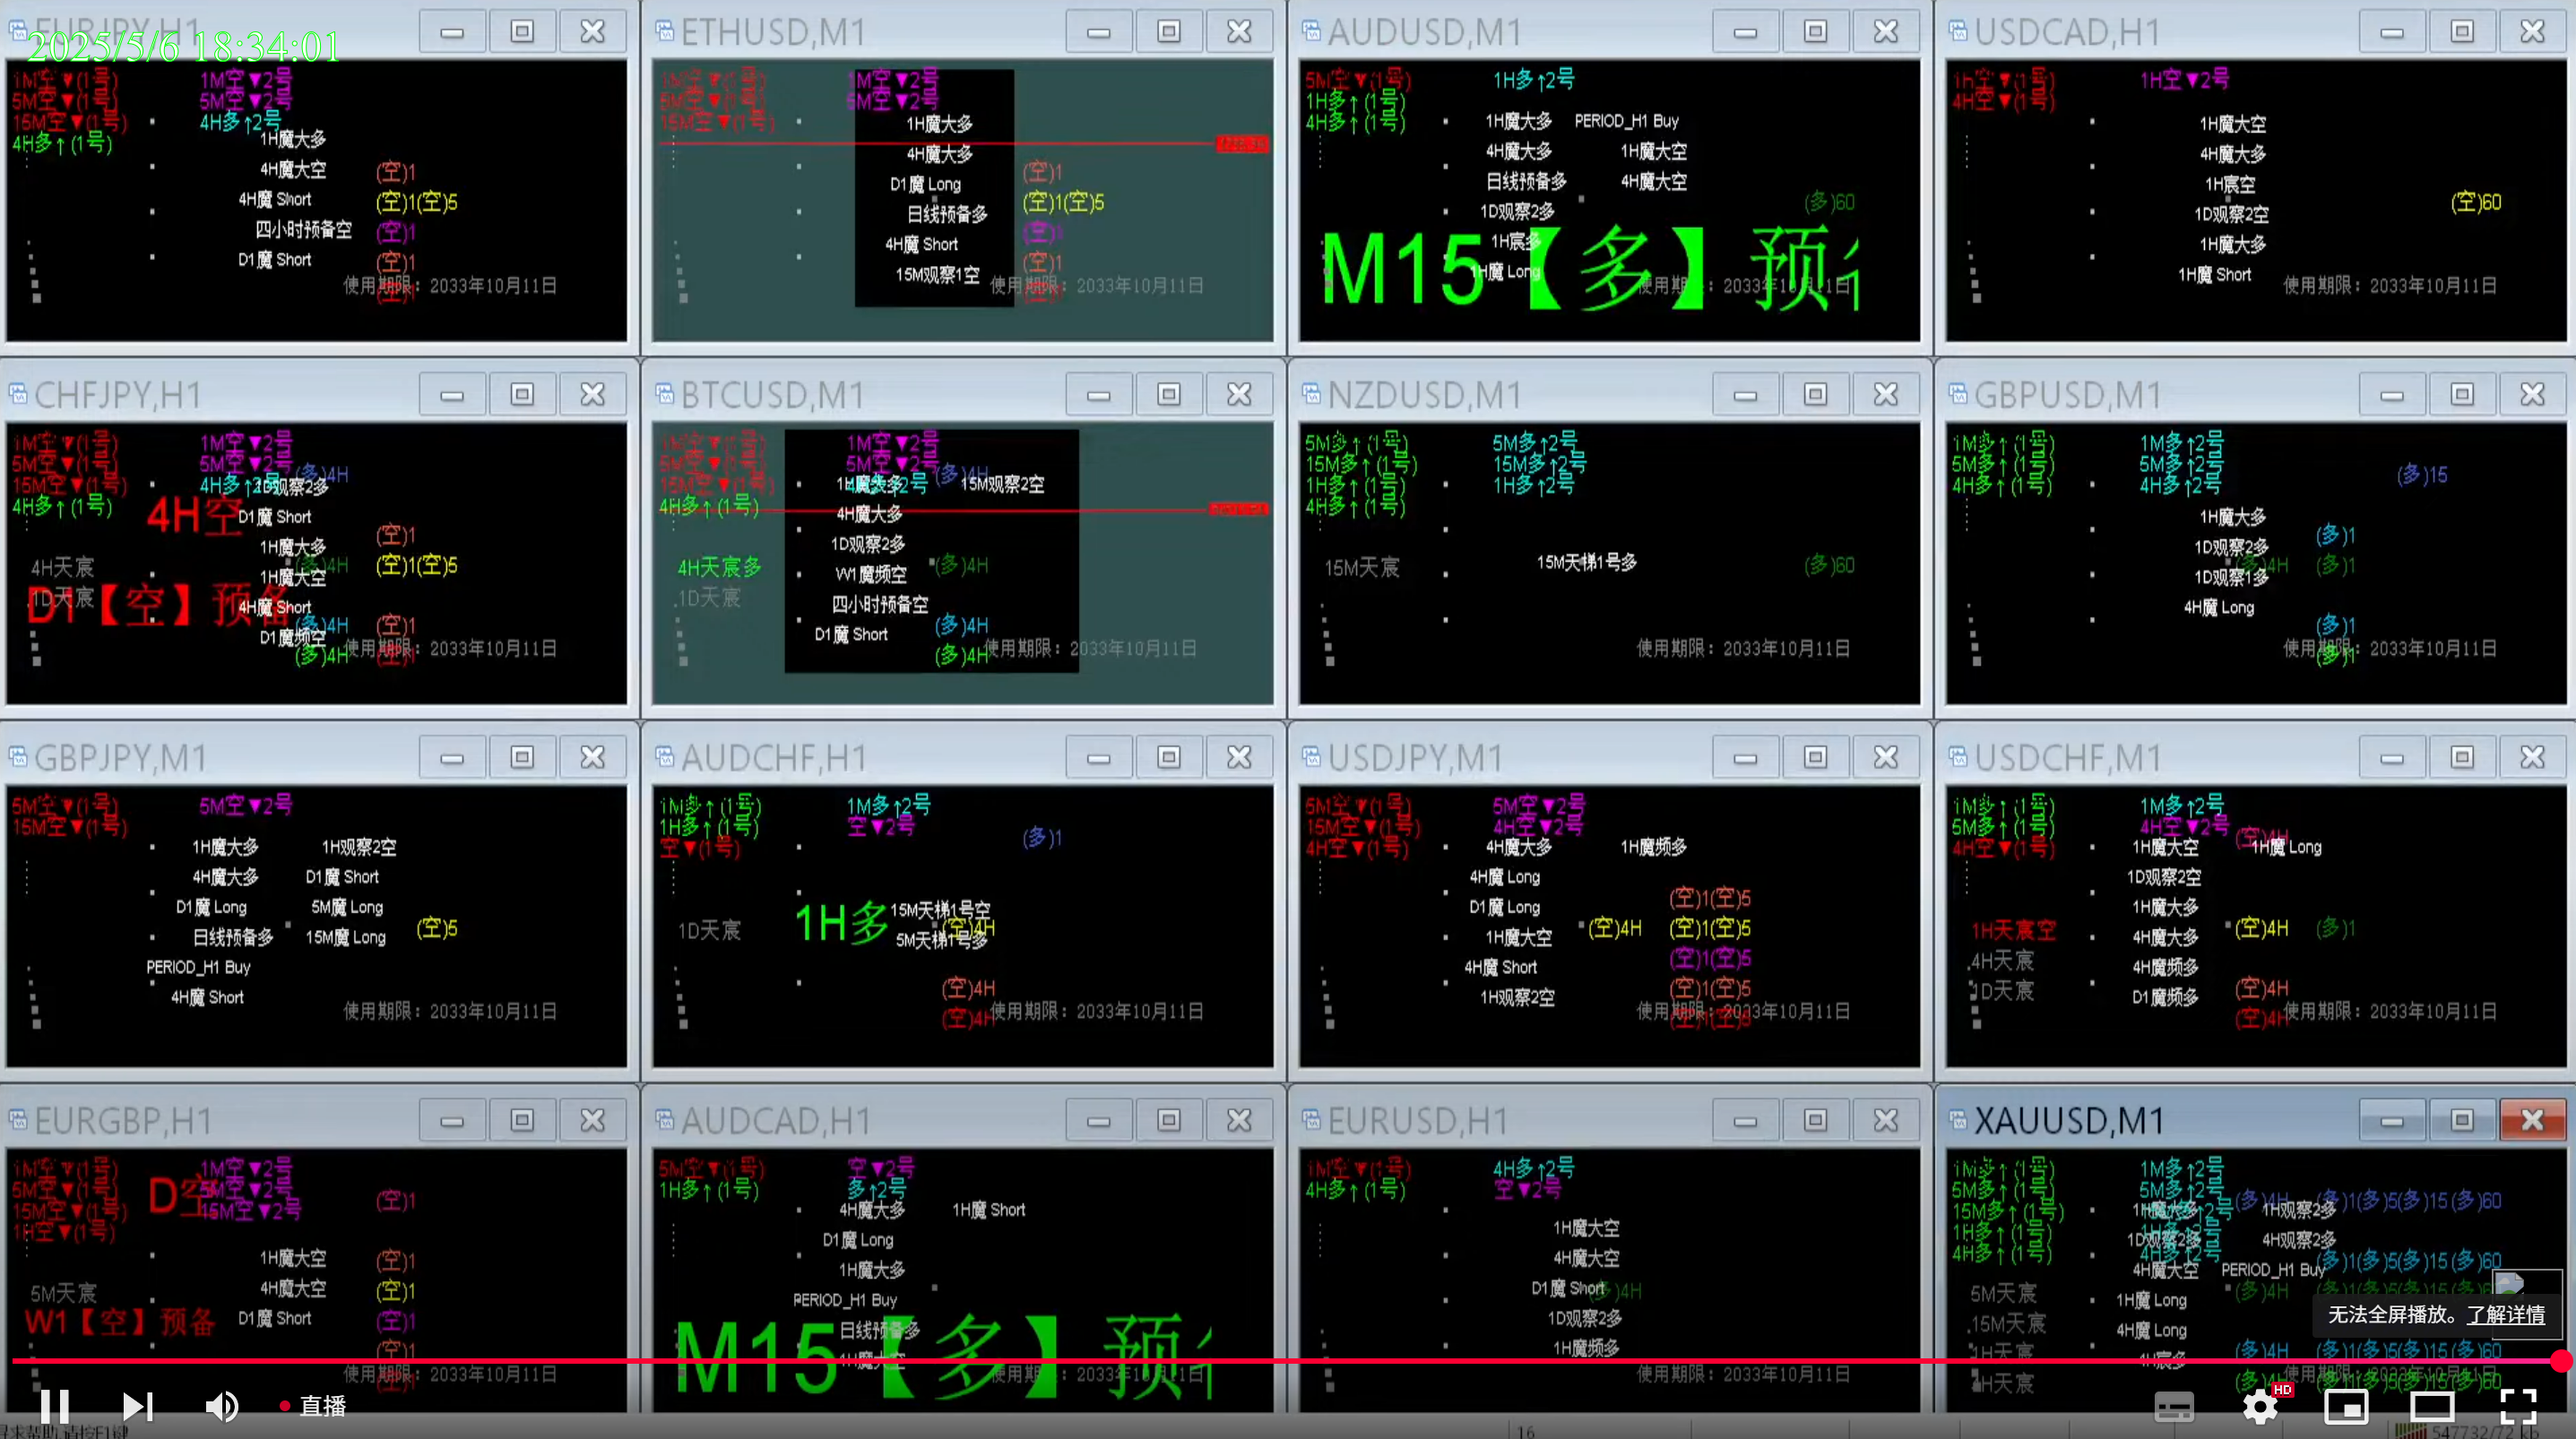 EURJPY,H1
2025/5/6 18:34:01
1M空▼(1号) 1M空▼2号
5M空▼(1号) 5M空▼2号
15M空▼(1号) 4H多↑2号
4H多↑(1号) 1H魔大多
4H魔大空 (空)1
4H魔 Short (空)1(空)5
四小时预备空 (空)1
D1魔 Short (空)1
使用期限：2033年10月11日
ETHUSD,M1
1M空▼(1号) 1M空▼2号
5M空▼(1号) 5M空▼2号
15M空▼(1号) 1H魔大多
4H魔大多 (空)1
D1魔 Long (空)1(空)5
日线预备多 (空)1
4H魔 Short (空)1
15M观察1空
使用期限：2033年10月11日
AUDUSD,M1
5M空▼(1号) 1H多↑2号
1H多↑(1号)
4H多↑(1号) 1H魔大多 PERIOD_H1 Buy
4H魔大多 1H魔大空
日线预备多 4H魔大空
1D观察2多 (多)60
1H宸多
1H魔 Long
M15【多】预
使用期限：2033年10月11日
USDCAD,H1
1H空▼(1号) 1H空▼2号
4H空▼(1号)
1H魔大空
4H魔大多
1H宸空 (空)60
1D观察2空
1H魔大多
1H魔 Short
使用期限：2033年10月11日
CHFJPY,H1
1M空▼(1号) 1M空▼2号
5M空▼(1号) 5M空▼2号 (多)4H
15M空▼(1号) 4H多↑2号 1D观察2多
4H多↑(1号) 4H空 D1魔 Short
1H魔大多 (空)1
4H天宸 1H魔大空 (多)4H (空)1(空)5
1D天宸 D1【空】预备 4H魔 Short
D1魔频空 (多)4H (空)1
(多)4H 使用期限：2033年10月11日
BTCUSD,M1
1M空▼(1号) 1M空▼2号
5M空▼(1号) 5M空▼2号 (多)4H
15M空▼(1号) 1H魔大多 15M观察2空
4H多↑(1号) 4H魔大多
1D观察2多
4H天宸多 W1魔频空 (多)4H
1D天宸 四小时预备空
D1魔 Short (多)4H
(多)4H 使用期限：2033年10月11日
NZDUSD,M1
5M多↑(1号) 5M多↑2号
15M多↑(1号) 15M多↑2号
1H多↑(1号) 1H多↑2号
4H多↑(1号)
15M天宸 15M天梯1号多 (多)60
使用期限：2033年10月11日
GBPUSD,M1
1M多↑(1号) 1M多↑2号
5M多↑(1号) 5M多↑2号 (多)15
4H多↑(1号) 4H多↑2号
1H魔大多
1D观察2多 (多)1
1D观察1多 (多)4H (多)1
4H魔 Long
(多)1
使用期限：2033年10月11日 (多)1
GBPJPY,M1
5M空▼(1号) 5M空▼2号
15M空▼(1号)
1H魔大多 1H观察2空
4H魔大多 D1魔 Short
D1魔 Long 5M魔 Long (空)5
日线预备多 15M魔 Long
PERIOD_H1 Buy
4H魔 Short
使用期限：2033年10月11日
AUDCHF,H1
1M多↑(1号) 1M多↑2号
1H多↑(1号) 空▼2号 (多)1
空▼(1号)
1D天宸 1H多 15M天梯1号空 (空)4H
5M天梯1号多
(空)4H
(空)4H 使用期限：2033年10月11日
USDJPY,M1
5M空▼(1号) 5M空▼2号
15M空▼(1号) 4H空▼2号
4H空▼(1号) 4H魔大多 1H魔频多
4H魔 Long
D1魔 Long (空)1(空)5
1H魔大空 (空)4H (空)1(空)5
4H魔 Short (空)1(空)5
1H观察2空 (空)1(空)5
使用期限：2033年10月11日
USDCHF,M1
1M多↑(1号) 1M多↑2号
5M多↑(1号) 4H空▼2号 (空)4H
4H空▼(1号) 1H魔大空 1H魔 Long
1D观察2空
1H魔大多
1H天宸空 4H魔大多 (空)4H (多)1
4H天宸 4H魔频多
1D天宸 D1魔频多 (空)4H
(空)4H 使用期限：2033年10月11日
EURGBP,H1
1M空▼(1号) 1M空▼2号
5M空▼(1号) D空 5M空▼2号 (空)1
15M空▼(1号) 15M空▼2号
1H空▼(1号)
1H魔大空 (空)1
5M天宸 4H魔大空 (空)1
W1【空】预备 D1魔 Short (空)1
(空)1
使用期限：2033年10月11日
AUDCAD,H1
5M空▼(1号) 空▼2号
1H多↑(1号) 多↑2号
4H魔大多 1H魔 Short
D1魔 Long
1H魔大多
PERIOD_H1 Buy
日线预备多
1H魔大空
M15【多】预
使用期限：2033年10月11日
EURUSD,H1
1M空▼(1号) 4H多↑2号
4H多↑(1号) 空▼2号
1H魔大空
4H魔大空
D1魔 Short (多)4H
1D观察2多
1H魔频多
使用期限：2033年10月11日
XAUUSD,M1
1M多↑(1号) 1M多↑2号
5M多↑(1号) 5M多↑2号 (多)4H (多)1(多)5(多)15(多)60
15M多↑(1号) 1H魔大多 1H观察2多
1H多↑(1号) 1D观察2多 4H观察2多
4H多↑(1号) 4H魔大空 PERIOD_H1 Buy (多)1(多)5(多)15(多)60
5M天宸 1H魔 Long (多)4H
15M天宸 4H魔 Long
1H天宸 4H宸多 (多)4H (多)1(多)5(多)15(多)60
4H天宸 使用期限：2033年10月11日
无法全屏播放。了解详情
直播
HD
16